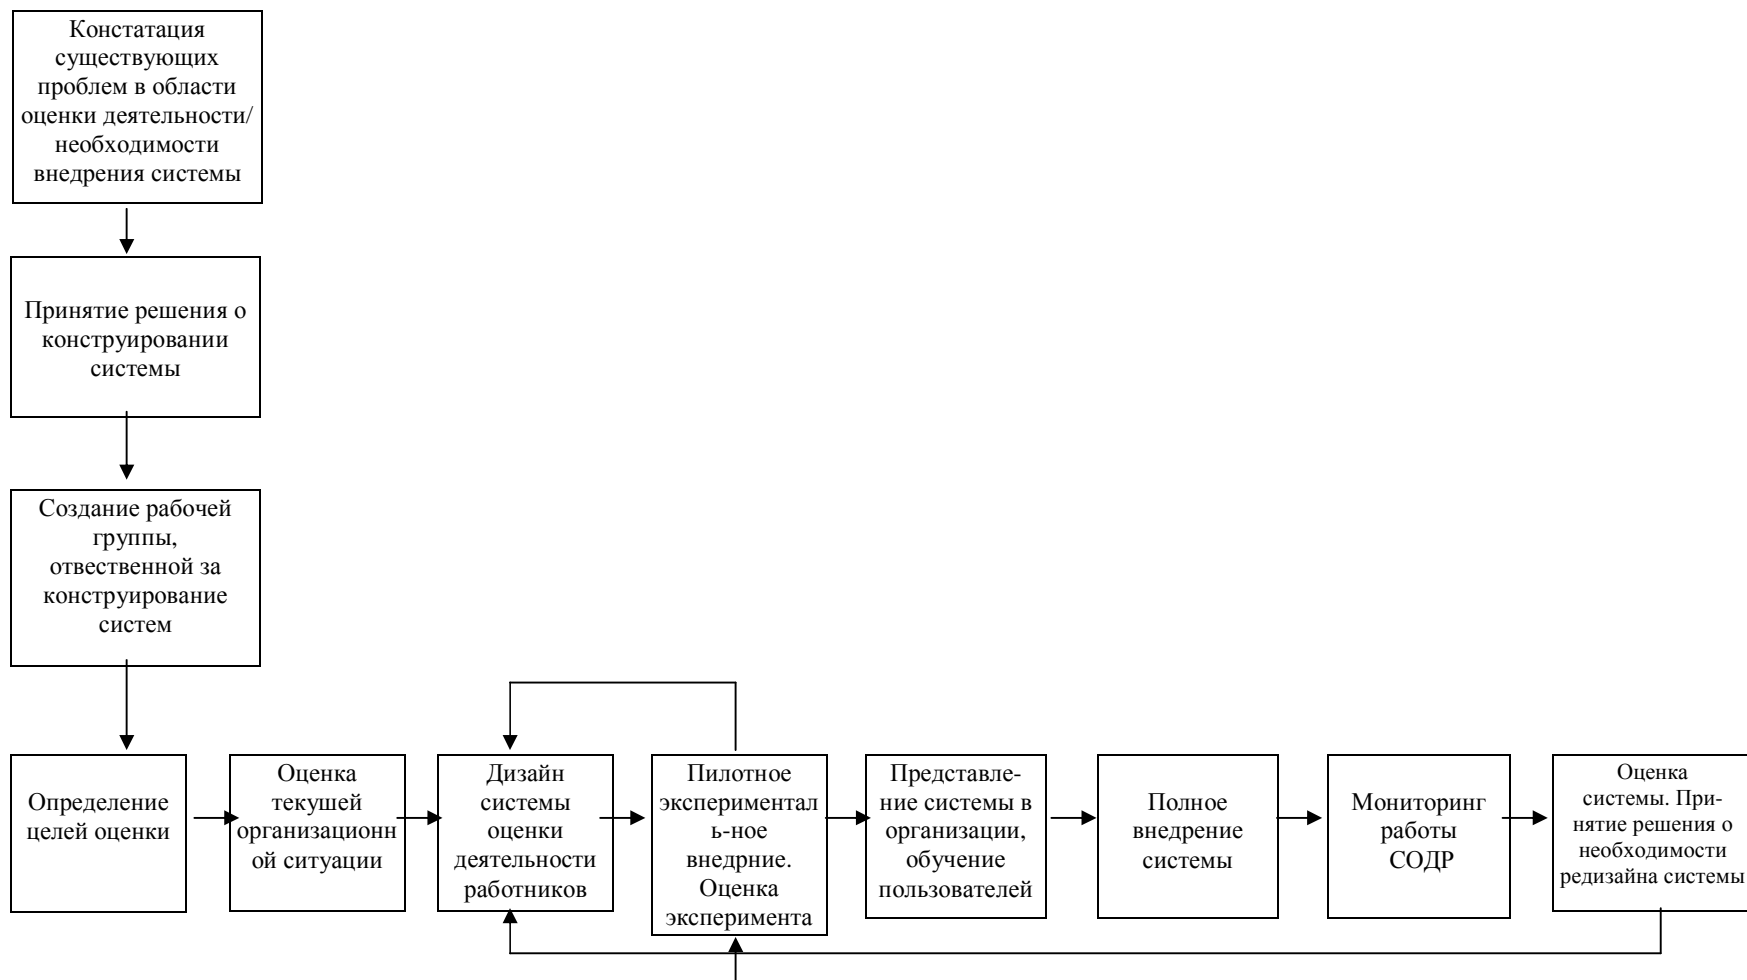 Констатация
существующих
проблем в области
оценки деятельности/
необходимости
внедрения системы
Принятие решения о
конструировании
системы
Создание рабочей
группы,
отвественной за
конструирование
систем
Определение
целей оценки
Оценка
текушей
организационн
ой ситуации
Дизайн
системы
оценки
деятельности
работников
Пилотное
экспериментал
ь-ное
внедрние.
Оценка
эксперимента
Представле-
ние системы в
организации,
обучение
пользователей
Полное
внедрение
системы
Мониторинг
работы
СОДР
Оценка
системы. При-
нятие решения о
необходимости
редизайна системы